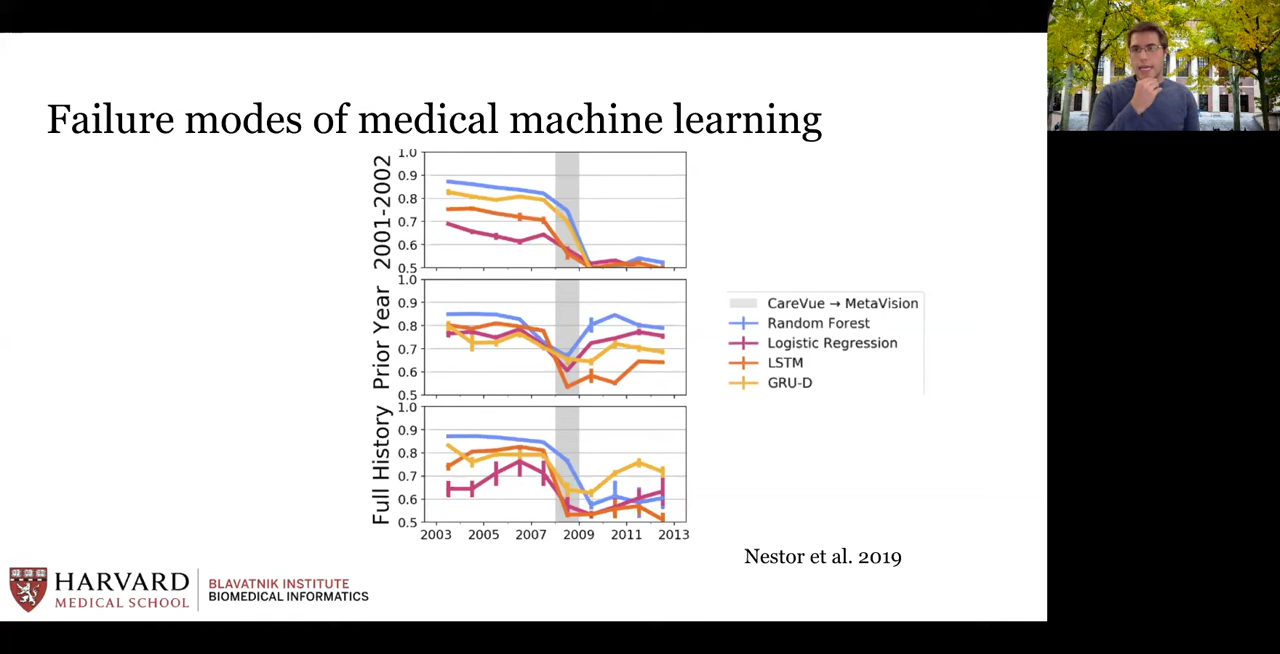 Failure modes of medical machine learning
2001-2002
1.0
0.9
0.8
0.7
0.6
0.5
Prior Year
1.0
0.9
0.8
0.7
0.6
0.5
Full History
1.0
0.9
0.8
0.7
0.6
0.5
2003 2005 2007 2009 2011 2013
CareVue → MetaVision
Random Forest
Logistic Regression
LSTM
GRU-D
Nestor et al. 2019
HARVARD
MEDICAL SCHOOL
BLAVATNIK INSTITUTE
BIOMEDICAL INFORMATICS